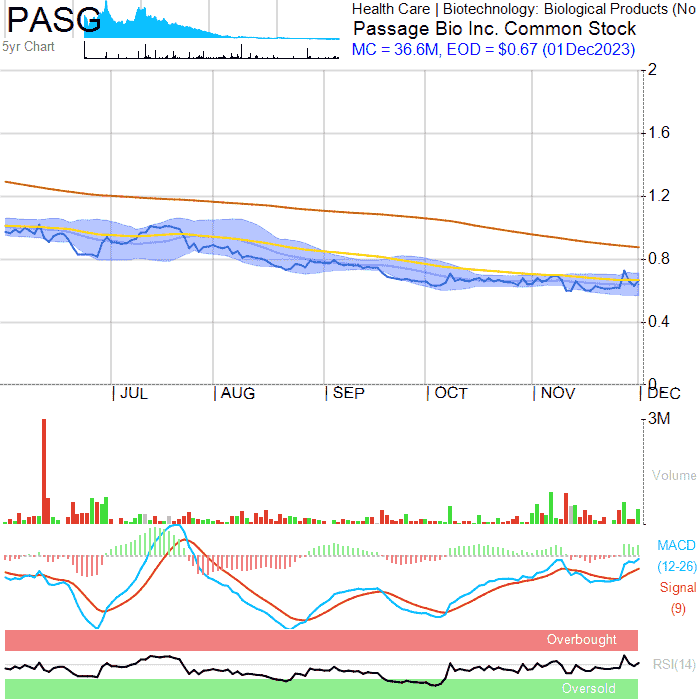 PASG
Health Care | Biotechnology: Biological Products (No
Passage Bio Inc. Common Stock
5yr Chart
MC = 36.6M, EOD = $0.67 (01Dec2023)
2
1.6
1.2
0.8
0.4
0
| JUL | AUG | SEP | OCT | NOV | DEC
3M
Volume
MACD
(12-26)
Signal
(9)
Overbought
RSI(14)
Oversold